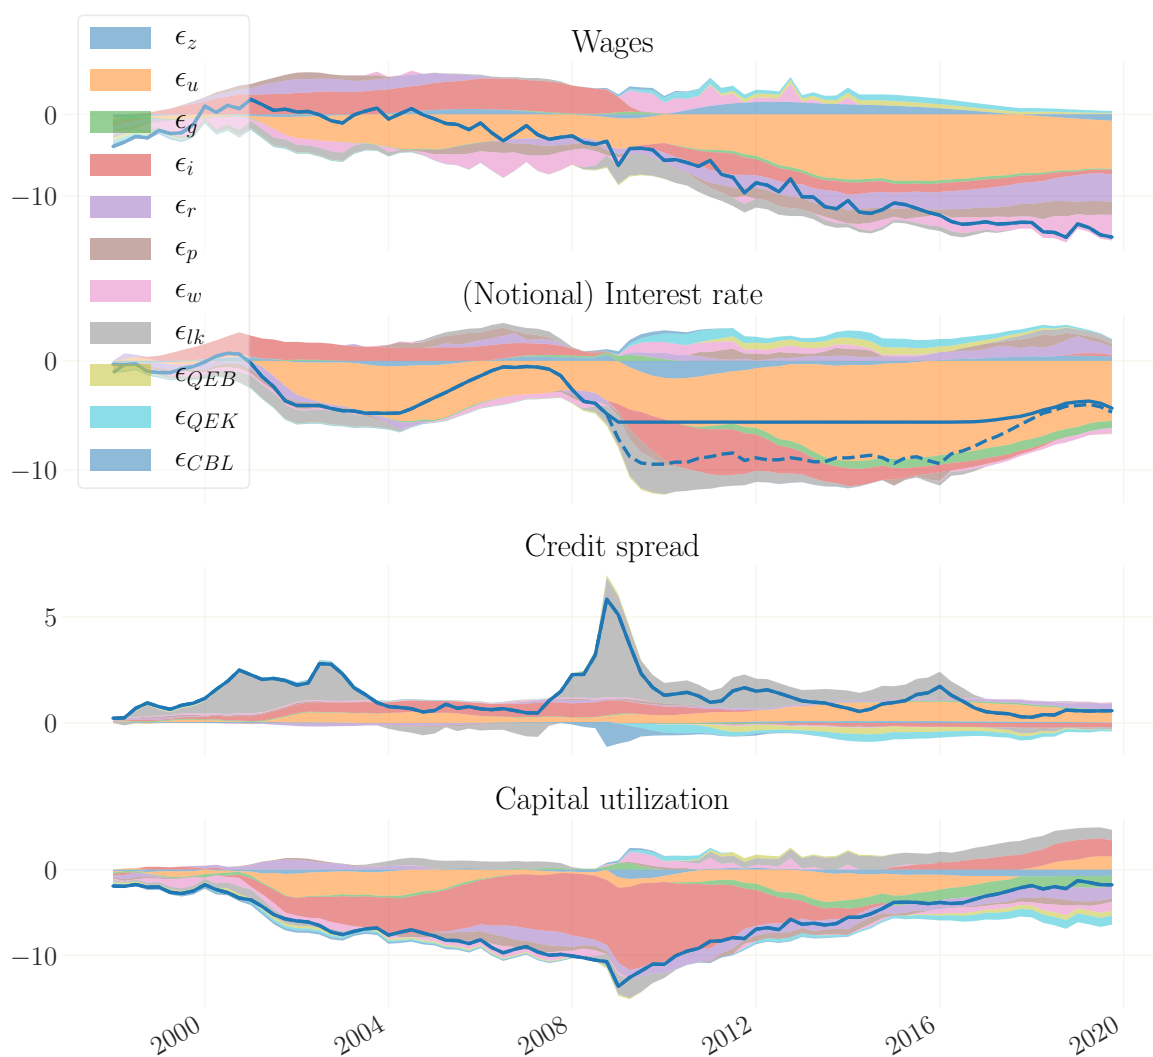 Wages
0
−10
ϵ_z
ϵ_u
ϵ_g
ϵ_i
ϵ_r
ϵ_p
ϵ_w
ϵ_lk
ϵ_QEB
ϵ_QEK
ϵ_CBL
(Notional) Interest rate
0
−10
Credit spread
5
0
Capital utilization
0
−10
2000 2004 2008 2012 2016 2020